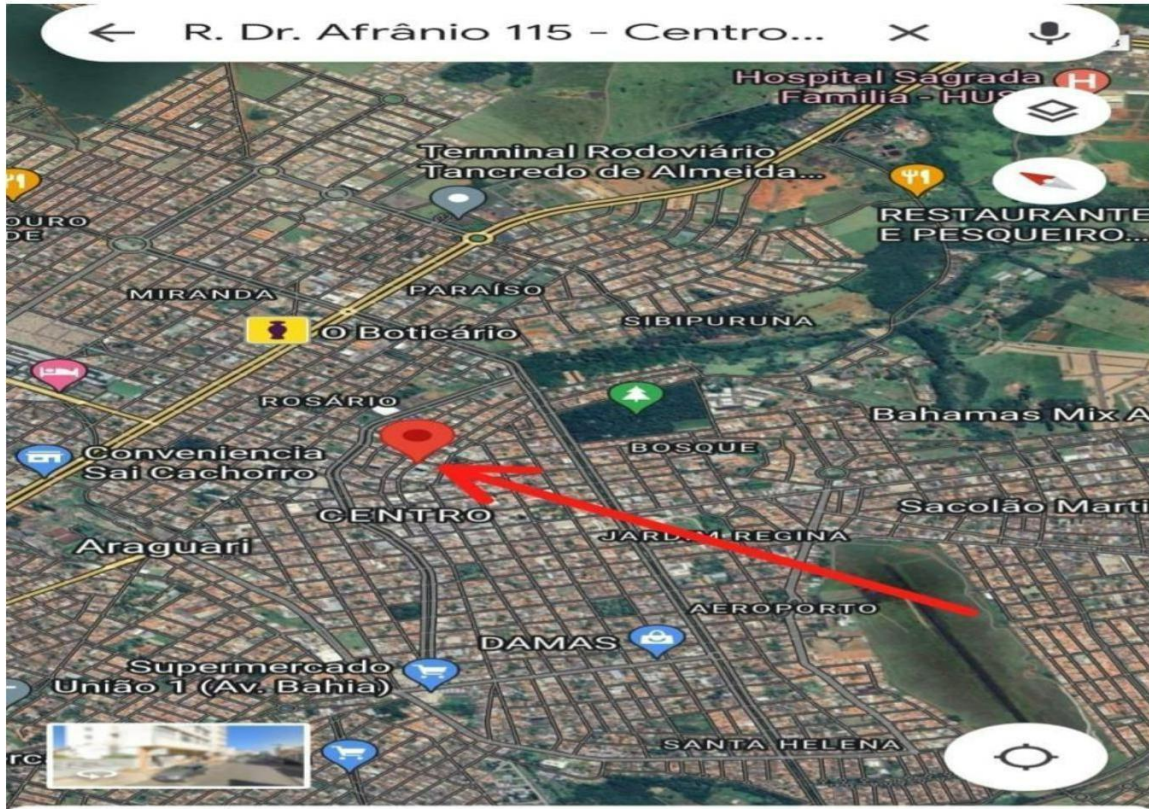 R. Dr. Afrânio 115 - Centro...
Hospital Sagrada
Família - HUS
Terminal Rodoviário
Tancredo de Almeida...
OURO
DE
RESTAURANTE
E PESQUEIRO...
MIRANDA
PARAÍSO
SIBIPURUNA
O Boticário
ROSÁRIO
Bahamas Mix A
BOSQUE
Conveniencia
Sai Cachorro
CENTRO
Sacolão Marti
JARDIM REGINA
Araguari
AEROPORTO
DAMAS
Supermercado
União 1 (Av. Bahia)
SANTA HELENA